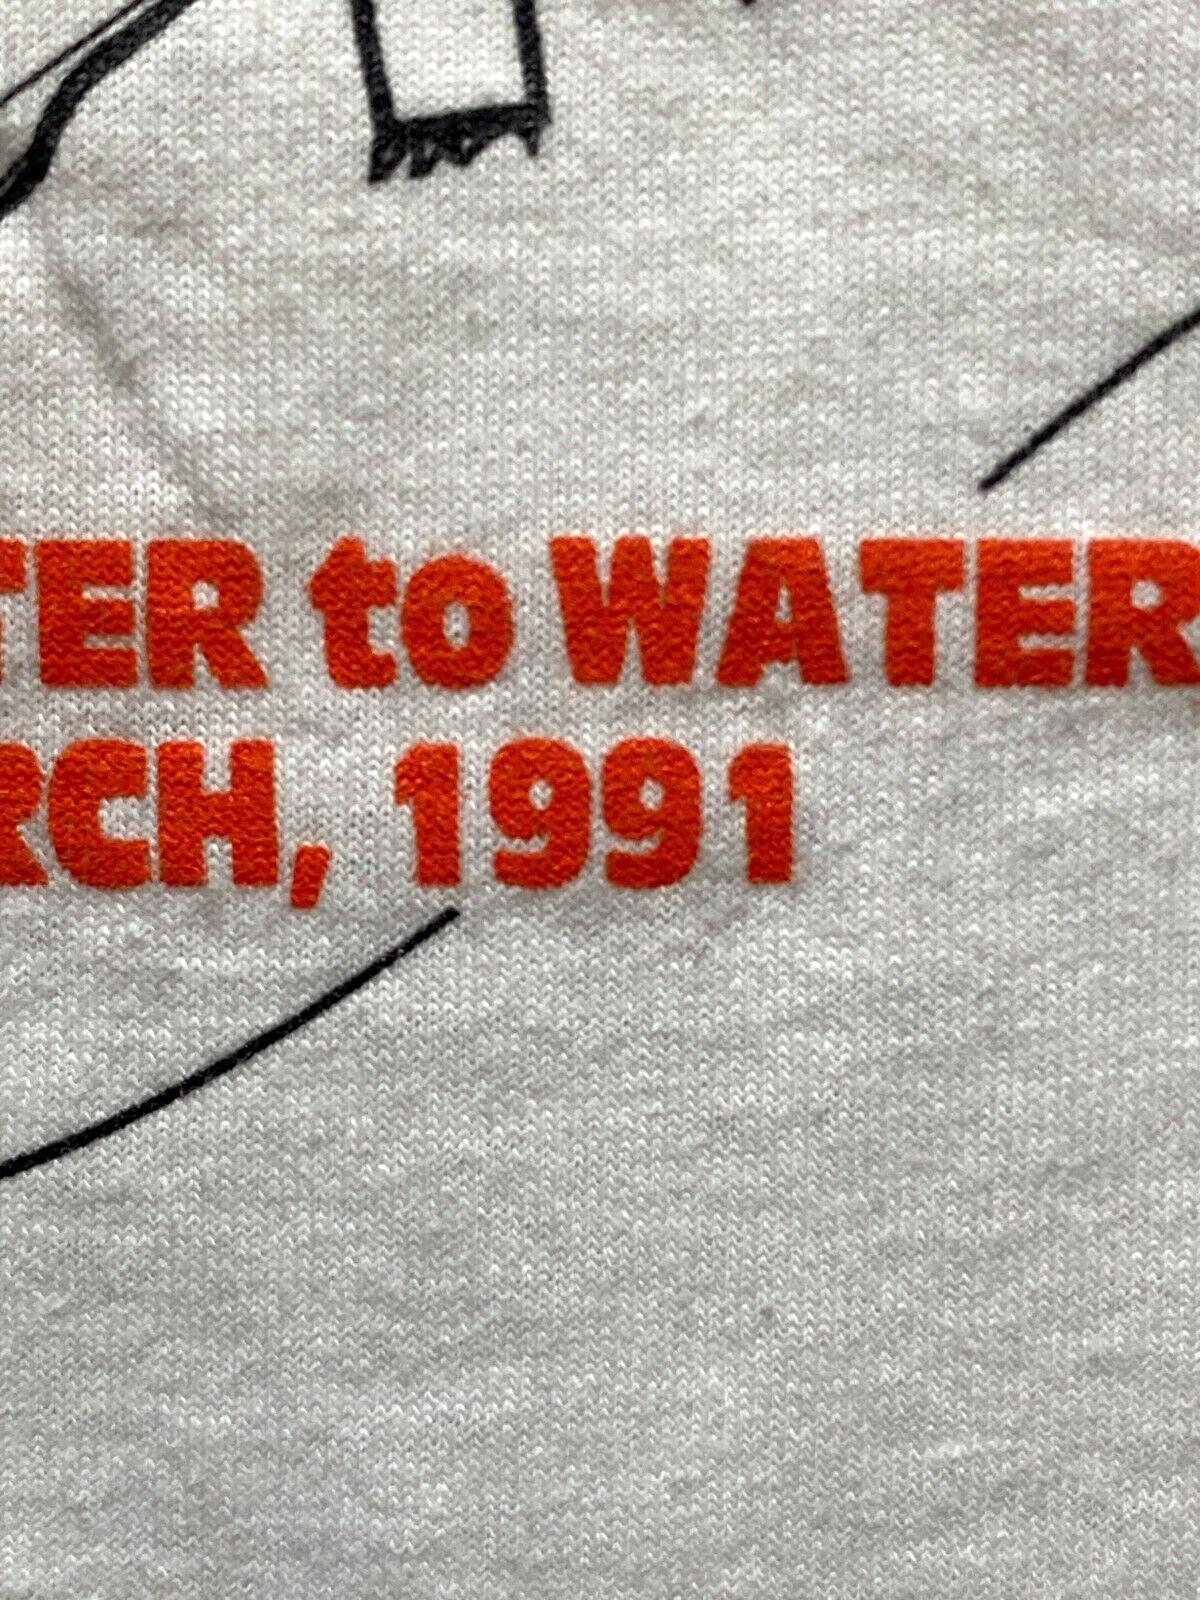 TER to WATER
RCH, 1991